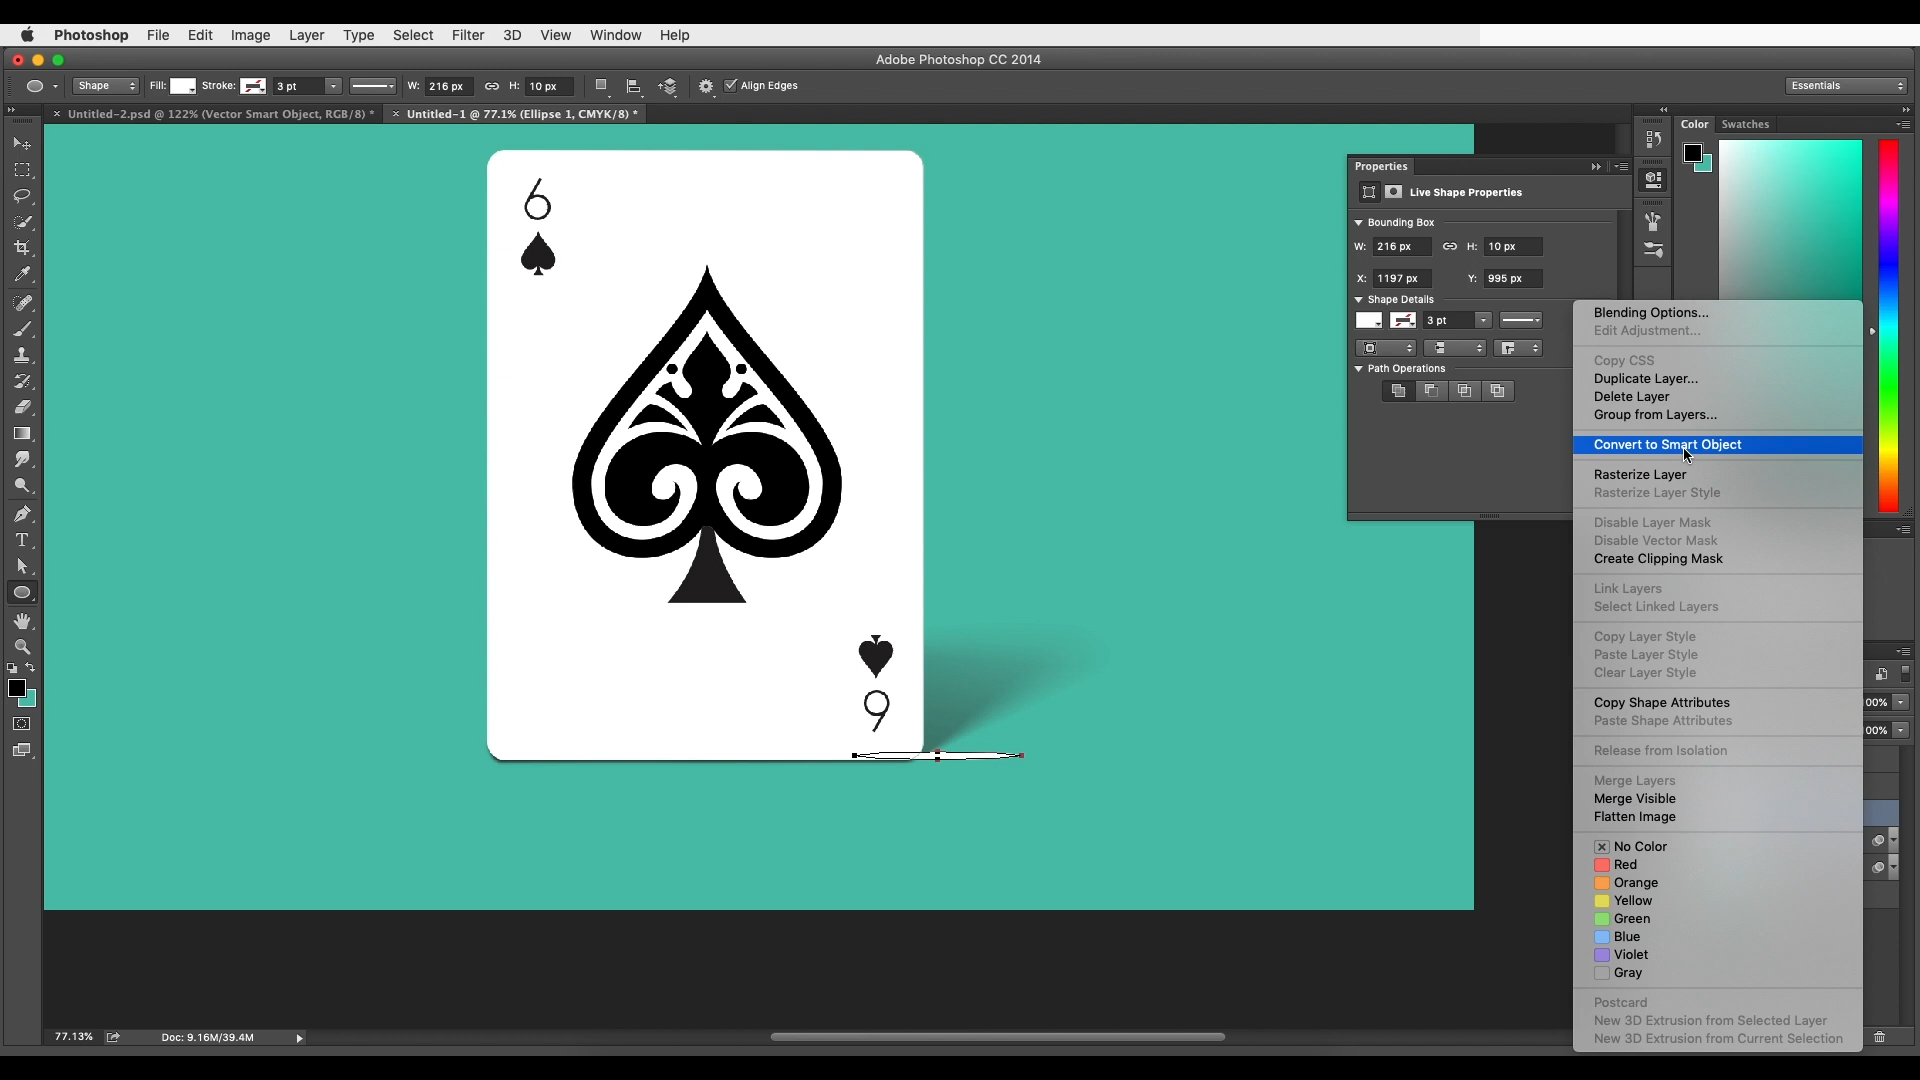 Photoshop File Edit Image Layer Type Select Filter 3D View Window Help
Adobe Photoshop CC 2014
Shape Fill: Stroke: 3 pt W: 216 px H: 10 px Align Edges Essentials
Untitled-2.psd @ 122% (Vector Smart Object, RGB/8) * Untitled-1 @ 77.1% (Ellipse 1, CMYK/8) *
Color Swatches
Properties
Live Shape Properties
Bounding Box
W: 216 px H: 10 px
X: 1197 px Y: 995 px
Shape Details
3 pt
Path Operations
6
6
Blending Options...
Edit Adjustment...
Copy CSS
Duplicate Layer...
Delete Layer
Group from Layers...
Convert to Smart Object
Rasterize Layer
Rasterize Layer Style
Disable Layer Mask
Disable Vector Mask
Create Clipping Mask
Link Layers
Select Linked Layers
Copy Layer Style
Paste Layer Style
Clear Layer Style
Copy Shape Attributes
Paste Shape Attributes
Release from Isolation
Merge Layers
Merge Visible
Flatten Image
No Color
Red
Orange
Yellow
Green
Blue
Violet
Gray
Postcard
New 3D Extrusion from Selected Layer
New 3D Extrusion from Current Selection
00%
00%
77.13% Doc: 9.16M/39.4M